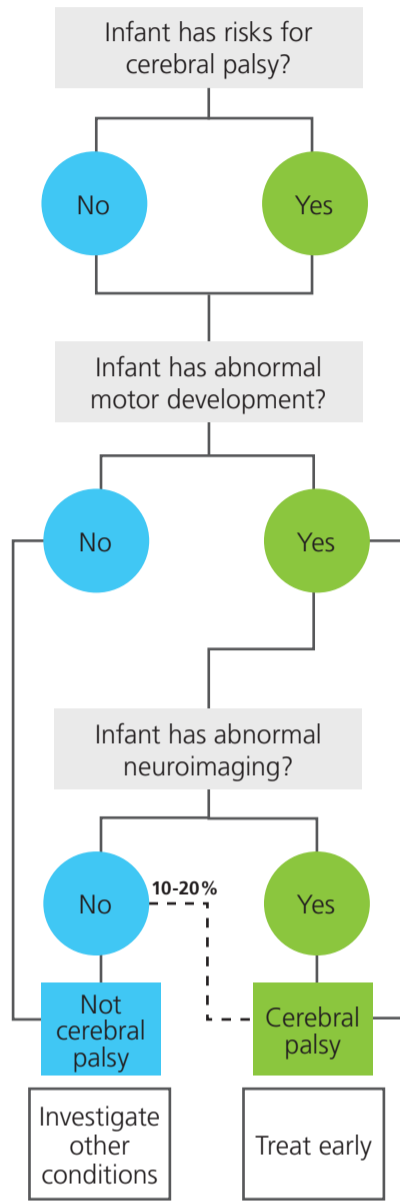 Infant has risks for
cerebral palsy?
No
Yes
Infant has abnormal
motor development?
No
Yes
Infant has abnormal
neuroimaging?
No
10-20%
Yes
Not
cerebral
palsy
Cerebral
palsy
Investigate
other
conditions
Treat early